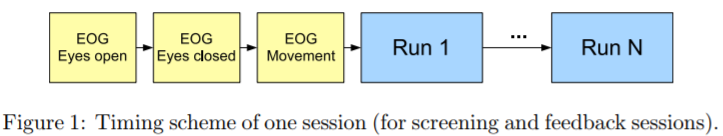 EOG
Eyes open
EOG
Eyes closed
EOG
Movement
Run 1
...
Run N
Figure 1: Timing scheme of one session (for screening and feedback sessions).